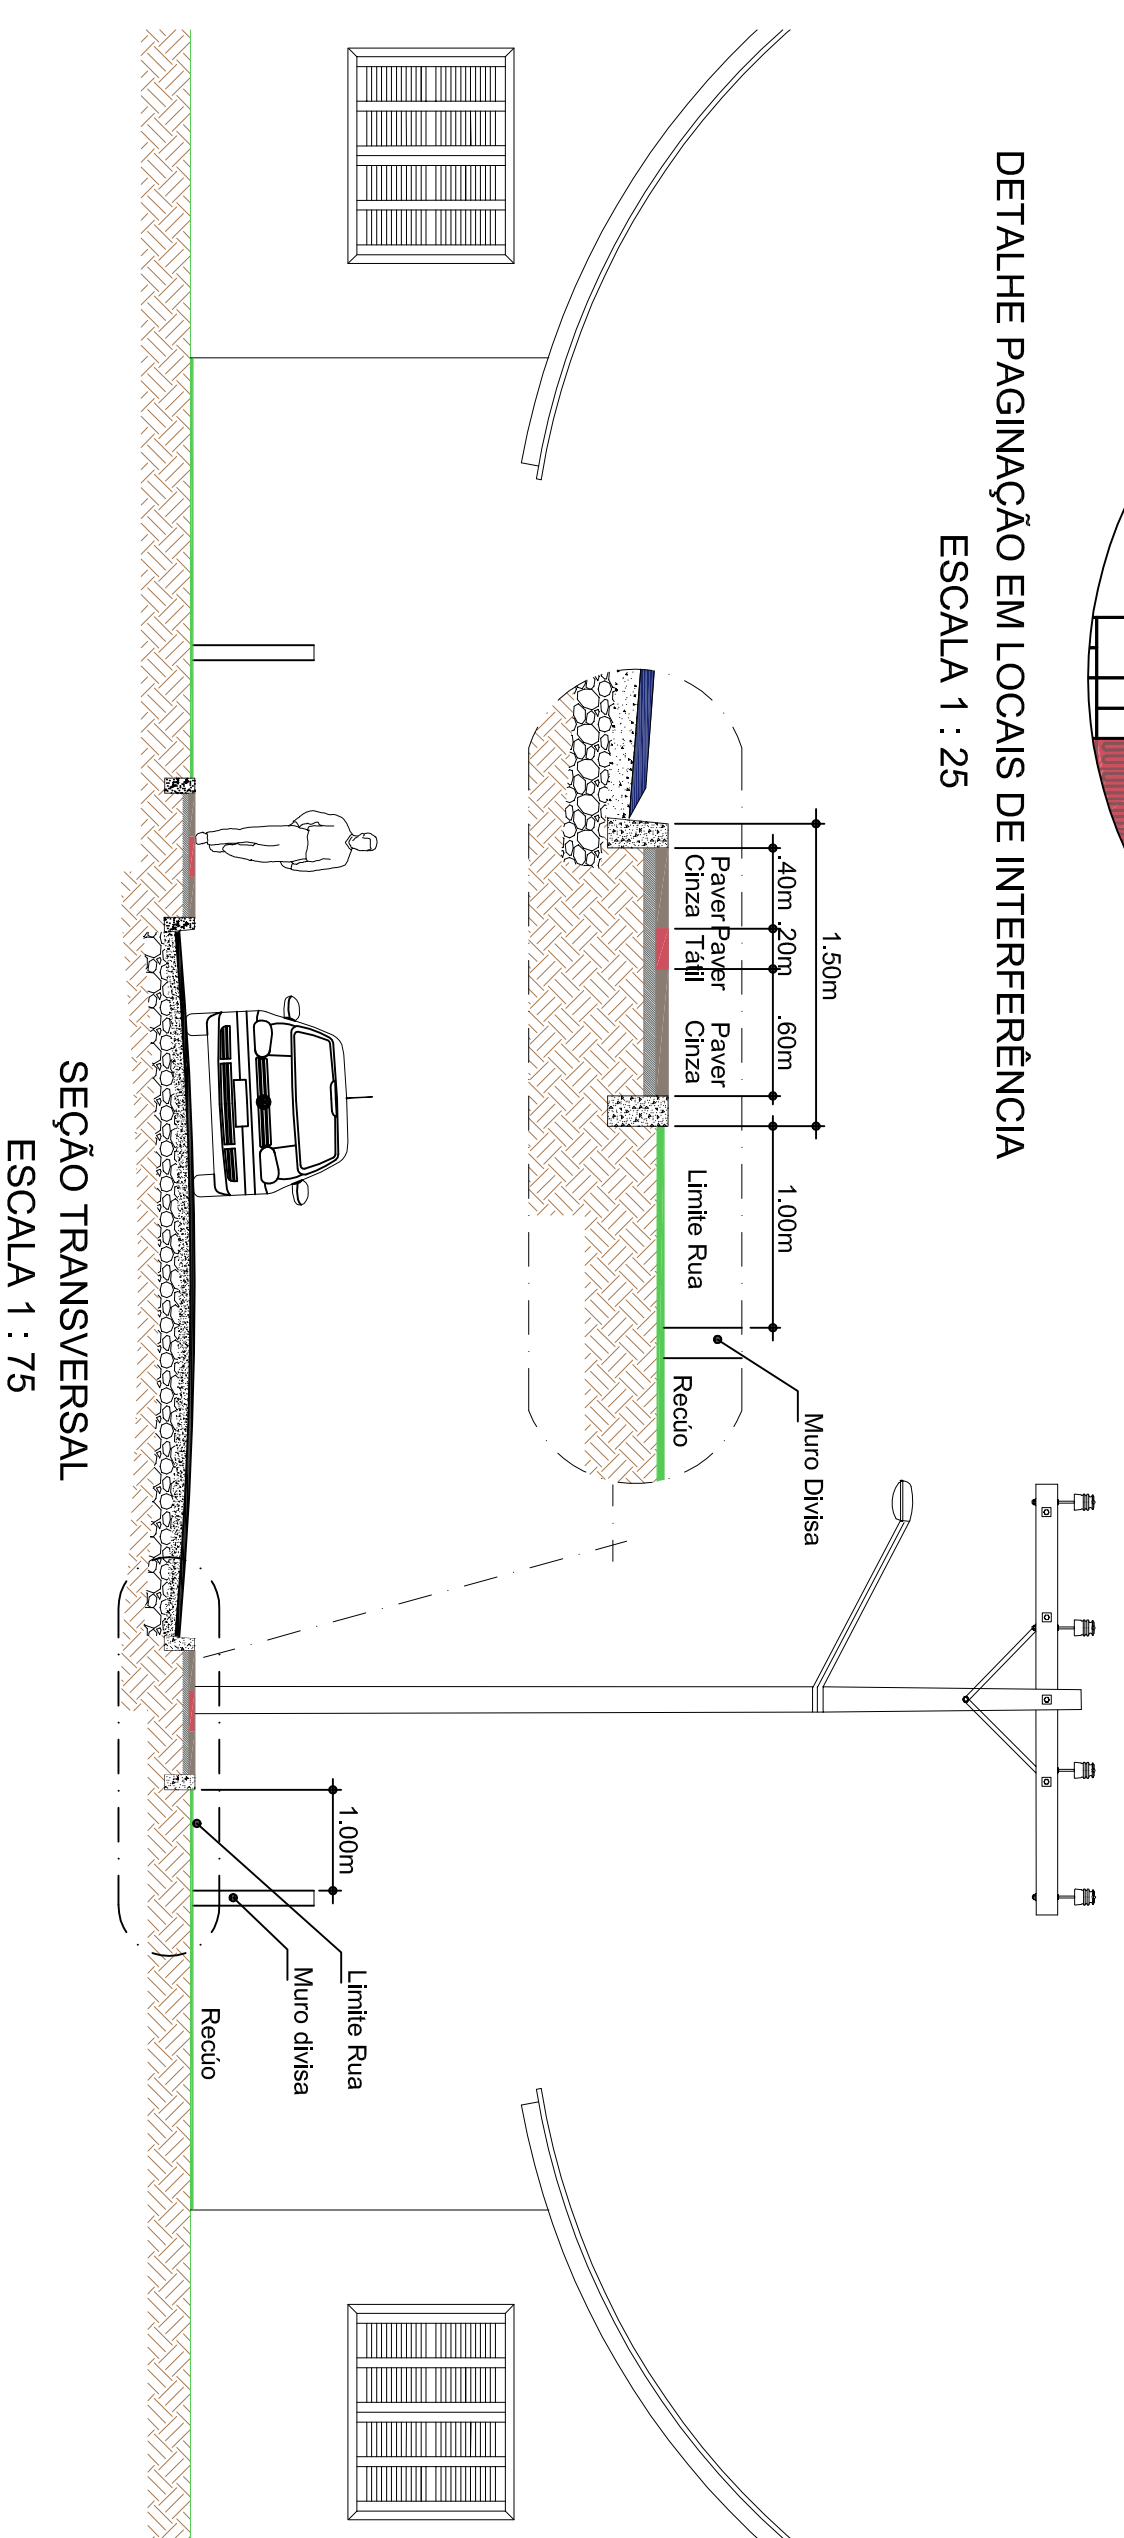 DETALHE PAGINAÇÃO EM LOCAIS DE INTERFERÊNCIA
ESCALA 1 : 25
1.50m
.40m
.20m
.60m
1.00m
Paver
Cinza
Paver
Tátil
Paver
Cinza
Limite Rua
Muro Divisa
Recúo
1.00m
Limite Rua
Muro divisa
Recúo
SEÇÃO TRANSVERSAL
ESCALA 1 : 75